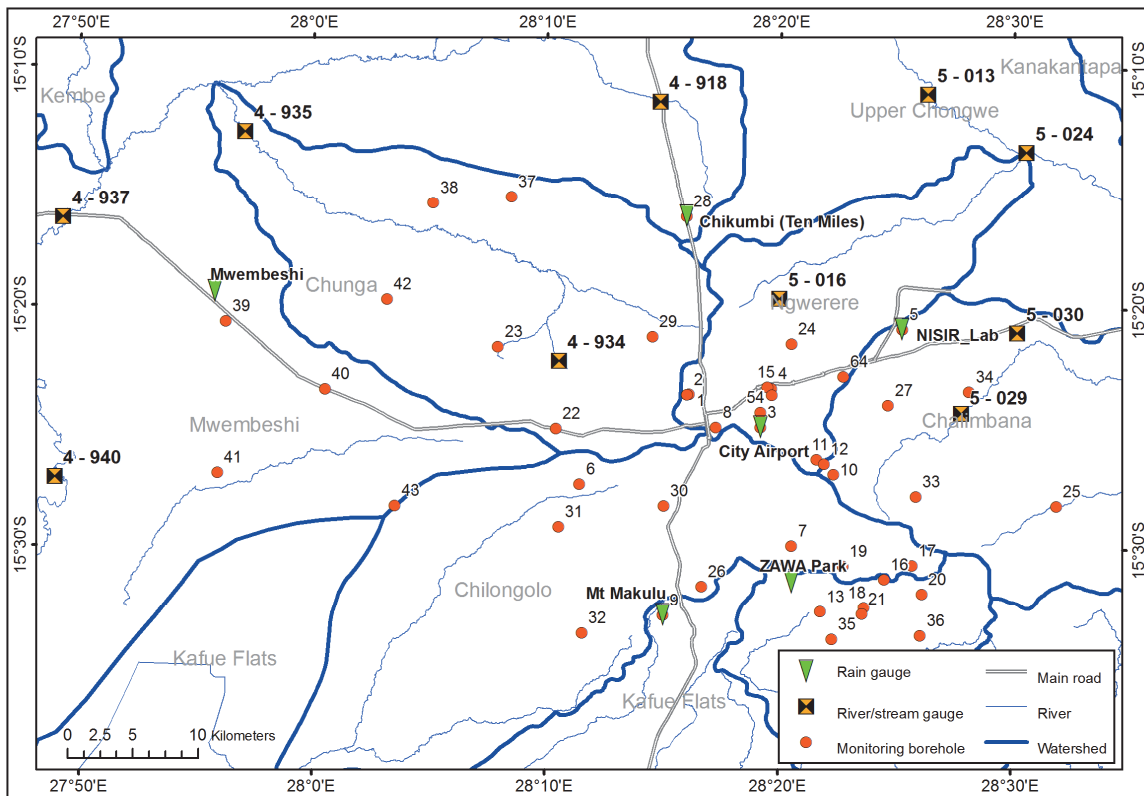 27°50'E 28°0'E 28°10'E 28°20'E 28°30'E
15°10'S
15°10'S
Kembe
4 - 918
5 - 013
Kanakantapa
4 - 935
Upper Chongwe
5 - 024
4 - 937
38
37
28
Chikumbi (Ten Miles)
Mwembeshi
Chunga
42
5 - 016
Ngwerere
15°20'S
15°20'S
39
23
4 - 934
29
24
5
NISIR_Lab
5 - 030
40
2
1
15
4
64
27
34
5 - 029
Chalimbana
54
3
8
22
Mwembeshi
City Airport
11
12
10
4 - 940
41
43
6
31
30
33
25
15°30'S
15°30'S
7
19
17
ZAWA Park
16
Chilongolo
26
Mt Makulu
9
20
13
18
21
32
35
36
Kafue Flats
Kafue Flats
0 2.5 5 10 Kilometers
Rain gauge
Main road
River/stream gauge
River
Monitoring borehole
Watershed
27°50'E 28°0'E 28°10'E 28°20'E 28°30'E